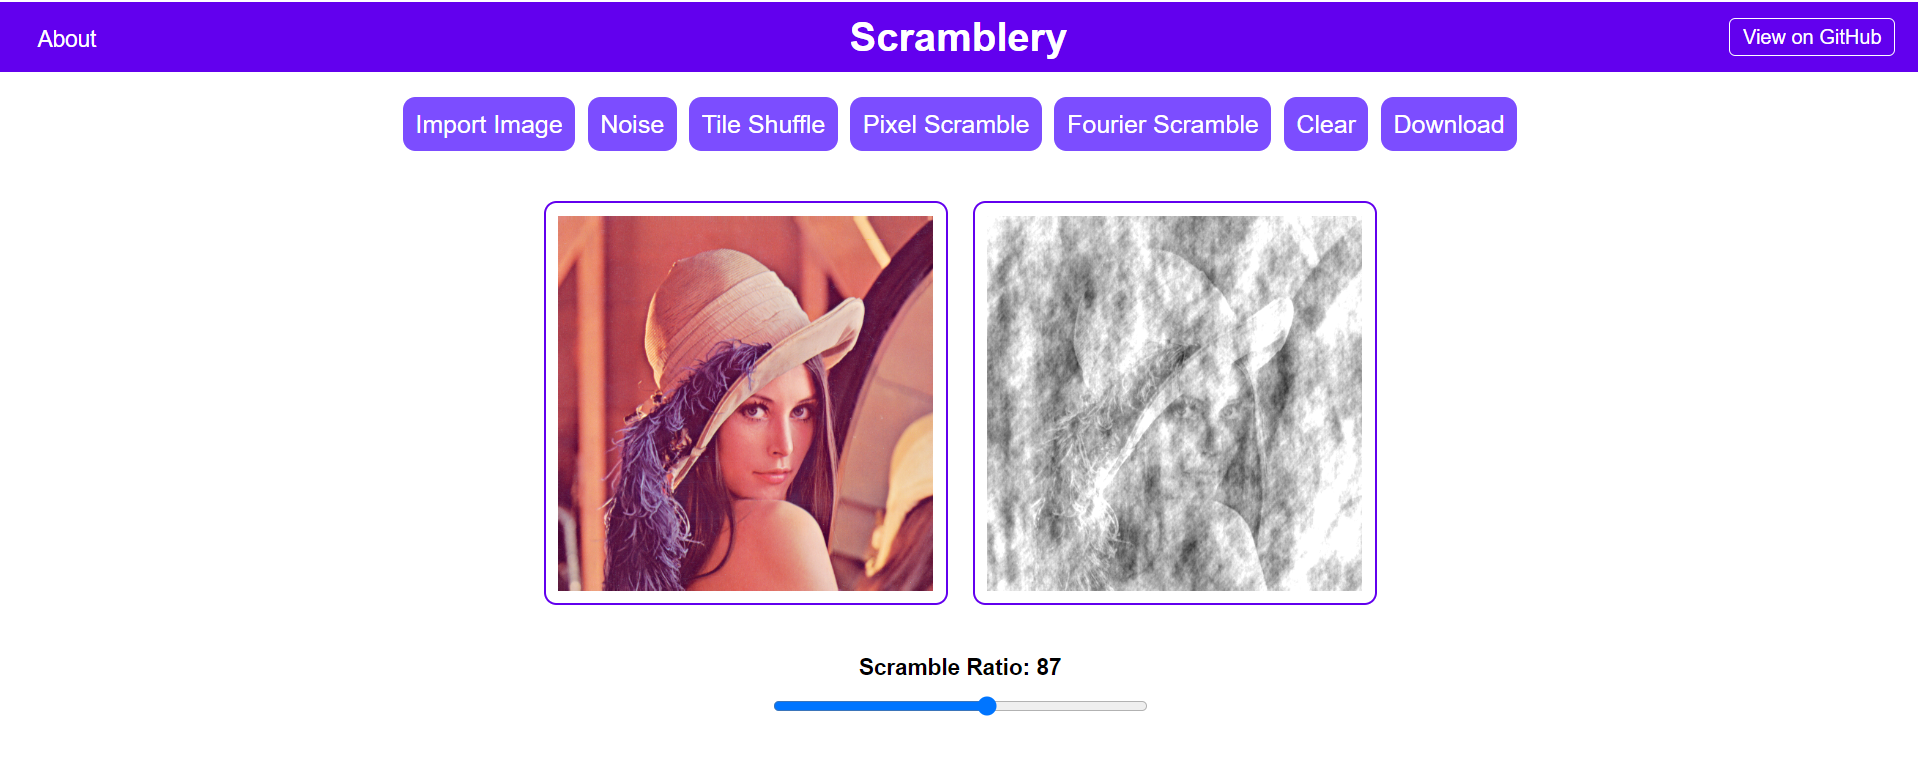 About
Scramblery
View on GitHub
Import Image
Noise
Tile Shuffle
Pixel Scramble
Fourier Scramble
Clear
Download
Scramble Ratio: 87